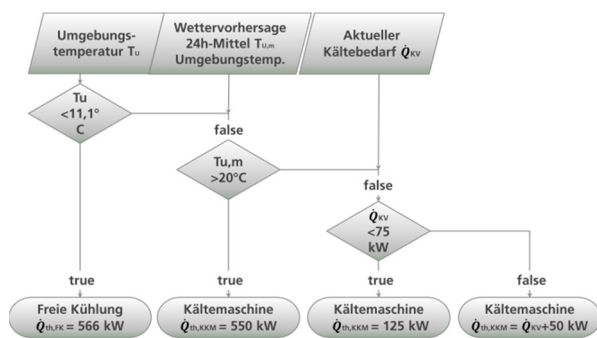 Umgebungs-
temperatur TU
Wettervorhersage
24h-Mittel TU,m
Umgebungstemp.
Aktueller
Kältebedarf Q̇KV
Tu
<11,1°
C
false
Tu,m
>20°C
false
Q̇KV
<75
kW
true
true
true
false
Freie Kühlung
Q̇th,FK = 566 kW
Kältemaschine
Q̇th,KKM = 550 kW
Kältemaschine
Q̇th,KKM = 125 kW
Kältemaschine
Q̇th,KKM = Q̇KV+50 kW